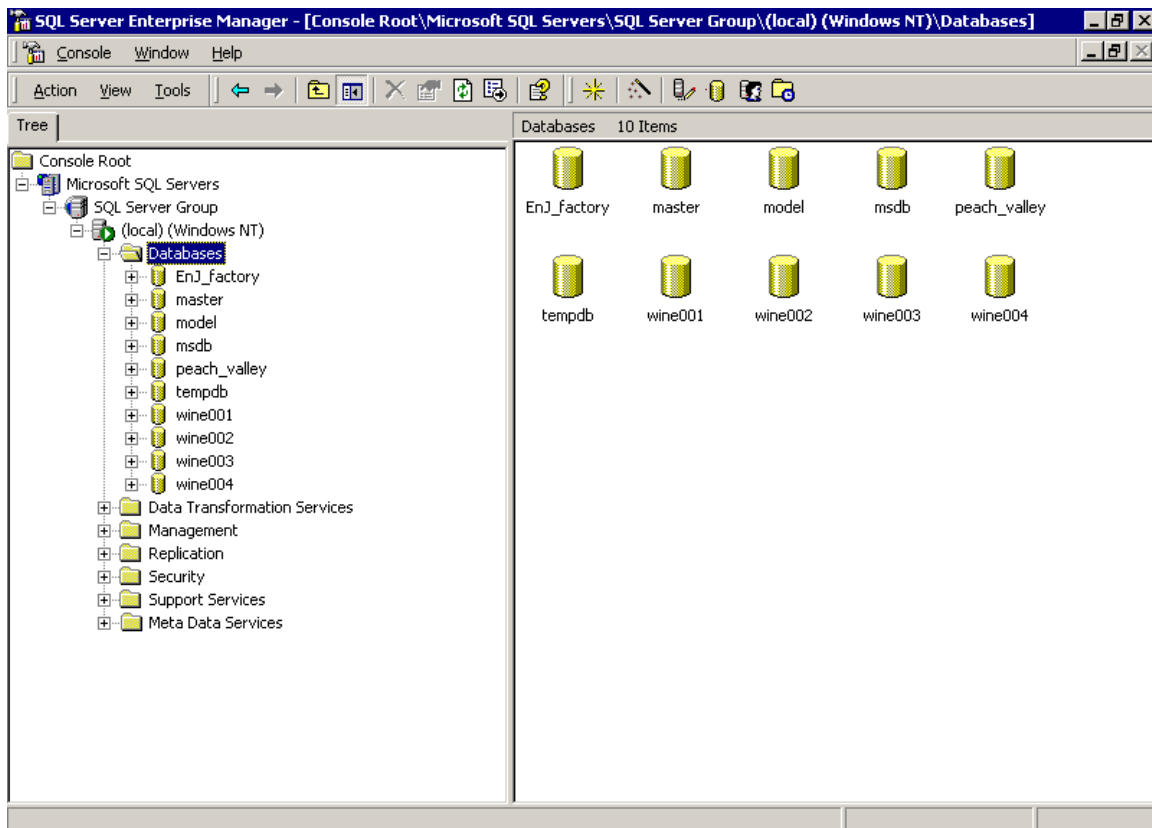 SQL Server Enterprise Manager - [Console Root\Microsoft SQL Servers\SQL Server Group\(local) (Windows NT)\Databases]
Console Window Help
Action View Tools
Tree
Databases 10 Items
Console Root
Microsoft SQL Servers
SQL Server Group
(local) (Windows NT)
Databases
EnJ_factory
master
model
msdb
peach_valley
tempdb
wine001
wine002
wine003
wine004
Data Transformation Services
Management
Replication
Security
Support Services
Meta Data Services
EnJ_factory master model msdb peach_valley
tempdb wine001 wine002 wine003 wine004